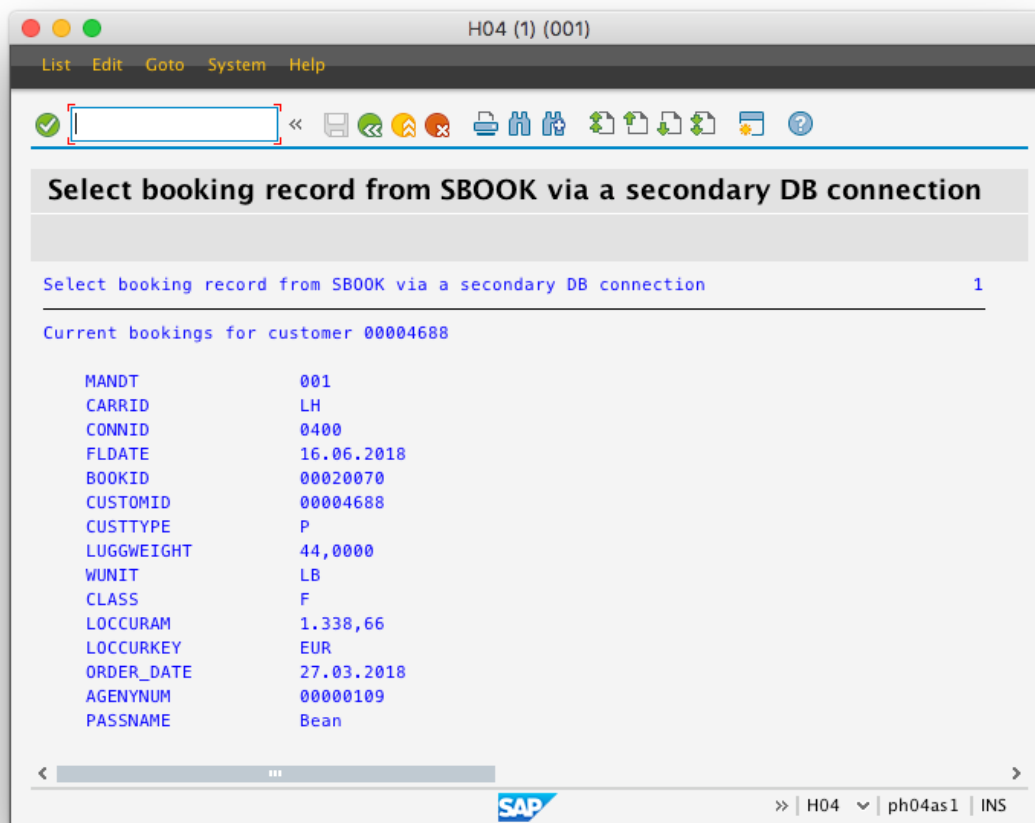 H04 (1) (001)
List Edit Goto System Help
«
Select booking record from SBOOK via a secondary DB connection
Select booking record from SBOOK via a secondary DB connection 1
Current bookings for customer 00004688
MANDT 001
CARRID LH
CONNID 0400
FLDATE 16.06.2018
BOOKID 00020070
CUSTOMID 00004688
CUSTTYPE P
LUGGWEIGHT 44,0000
WUNIT LB
CLASS F
LOCCURAM 1.338,66
LOCCURKEY EUR
ORDER_DATE 27.03.2018
AGENYNUM 00000109
PASSNAME Bean
SAP » H04 ph04as1 INS